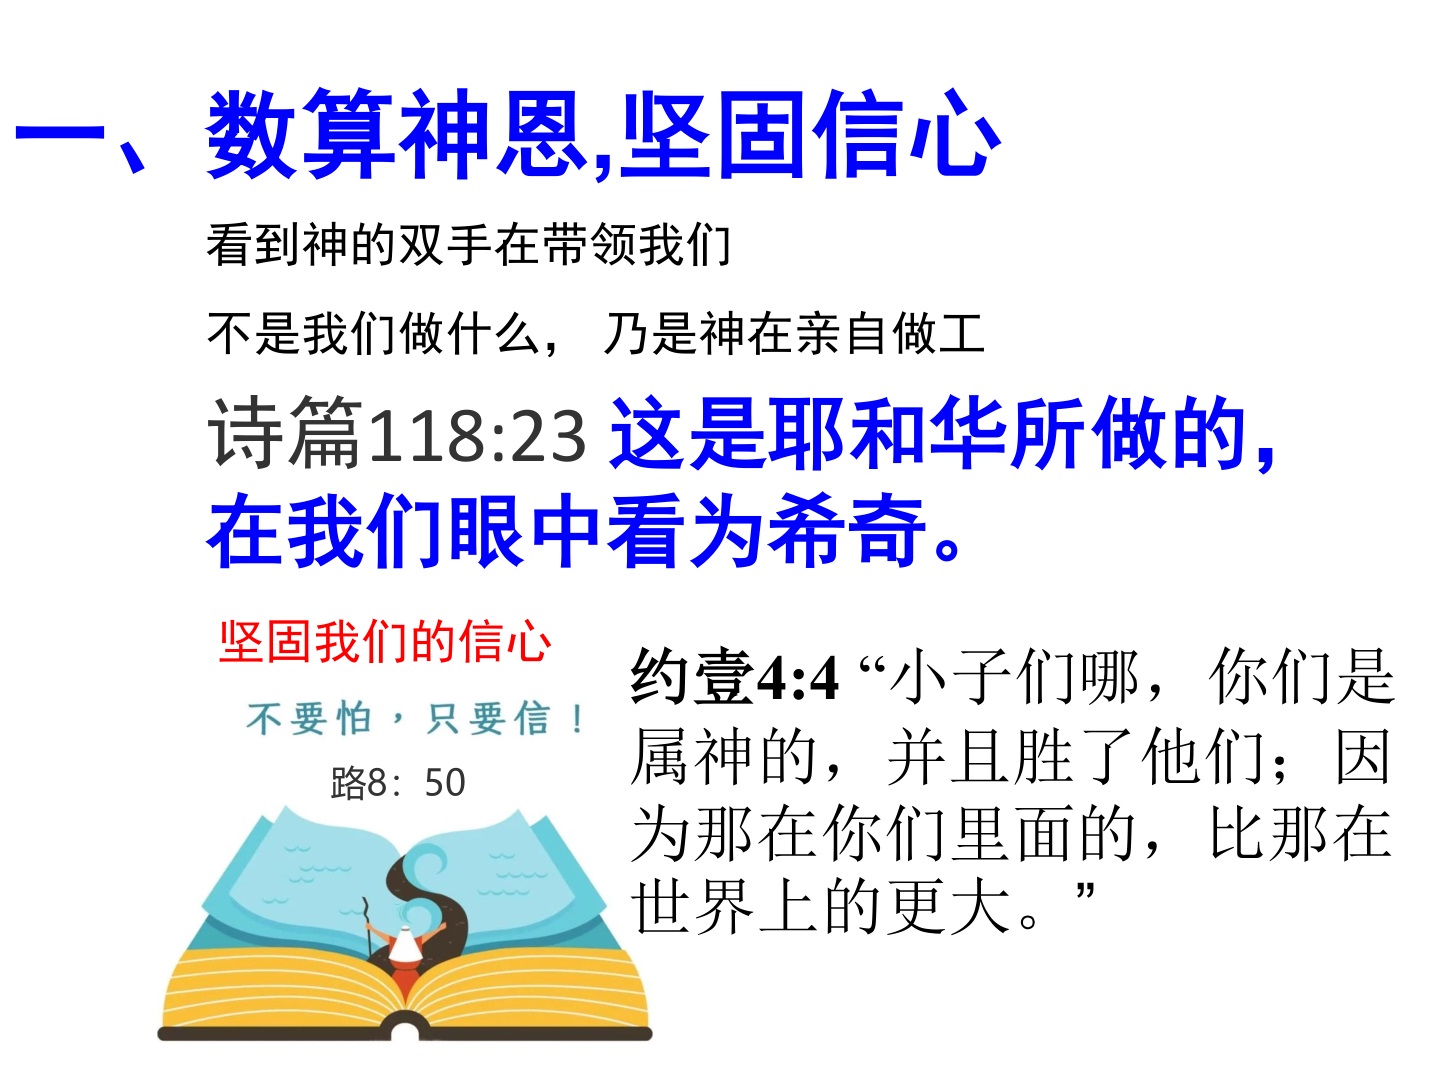 一、数算神恩,坚固信心
看到神的双手在带领我们
不是我们做什么， 乃是神在亲自做工
诗篇118:23 这是耶和华所做的，
在我们眼中看为希奇。
坚固我们的信心
不要怕，只要信！
路8：50
约壹4:4 “小子们哪，你们是
属神的，并且胜了他们；因
为那在你们里面的，比那在
世界上的更大。”